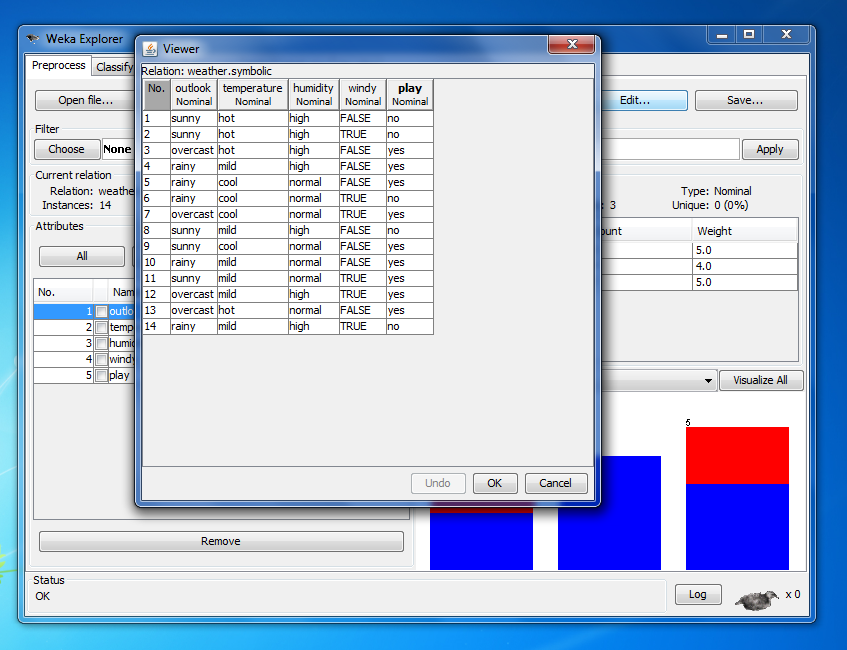 Weka Explorer
Viewer
Preprocess Classify
Relation: weather.symbolic
No. outlook temperature humidity windy play
Nominal Nominal Nominal Nominal Nominal
1 sunny hot high FALSE no
2 sunny hot high TRUE no
3 overcast hot high FALSE yes
4 rainy mild high FALSE yes
5 rainy cool normal FALSE yes
6 rainy cool normal TRUE no
7 overcast cool normal TRUE yes
8 sunny mild high FALSE no
9 sunny cool normal FALSE yes
10 rainy mild normal FALSE yes
11 sunny mild normal TRUE yes
12 overcast mild high TRUE yes
13 overcast hot normal FALSE yes
14 rainy mild high TRUE no
Undo OK Cancel
Open file... Edit... Save...
Filter
Choose None Apply
Current relation
Relation: weathe
Instances: 14
Type: Nominal
: 3 Unique: 0 (0%)
Attributes
All
ount Weight
5.0
4.0
5.0
No. Nam
1 outlo
2 temp
3 humid
4 windy
5 play
Visualize All
5
Remove
Status
OK
Log x 0